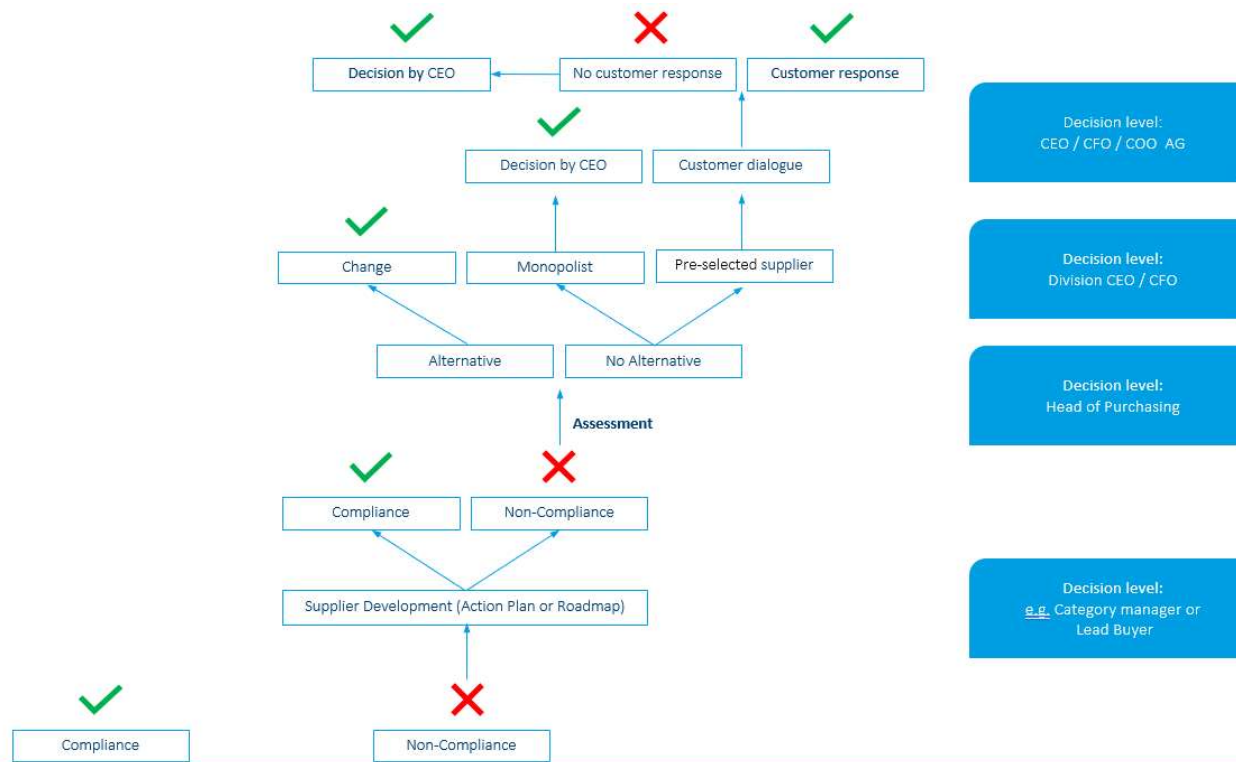 Decision by CEO
No customer response
Customer response
Decision level:
CEO / CFO / COO AG
Decision by CEO
Customer dialogue
Change
Monopolist
Pre-selected supplier
Decision level:
Division CEO / CFO
Alternative
No Alternative
Decision level:
Head of Purchasing
Assessment
Compliance
Non-Compliance
Supplier Development (Action Plan or Roadmap)
Decision level:
e.g. Category manager or
Lead Buyer
Compliance
Non-Compliance